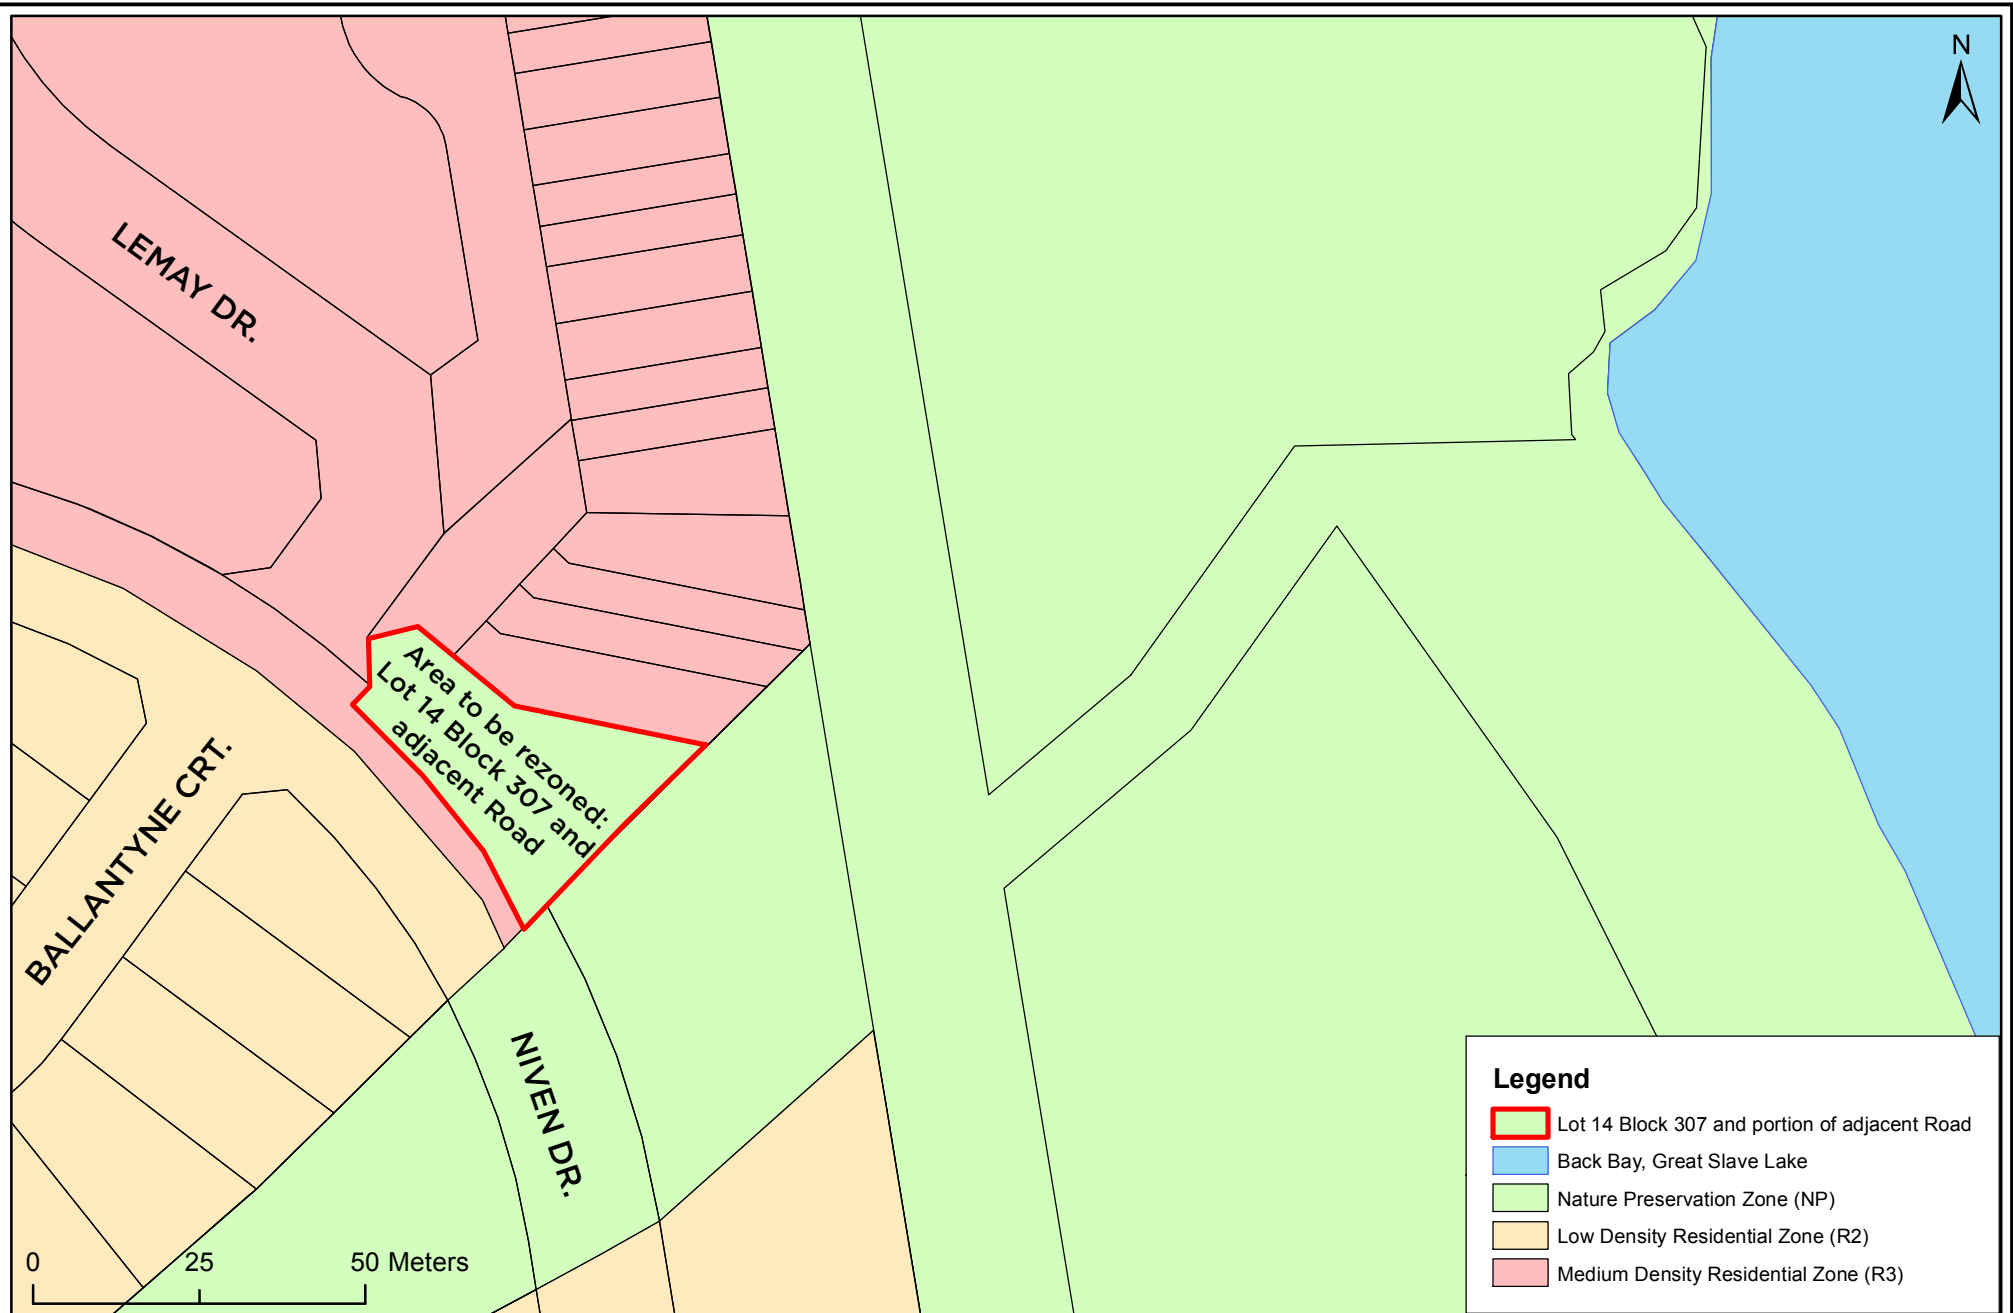 N
LEMAY DR.
Area to be rezoned:
Lot 14 Block 307 and
adjacent Road
BALLANTYNE CRT.
NIVEN DR.
Legend
Lot 14 Block 307 and portion of adjacent Road
Back Bay, Great Slave Lake
Nature Preservation Zone (NP)
Low Density Residential Zone (R2)
Medium Density Residential Zone (R3)
0 25 50 Meters